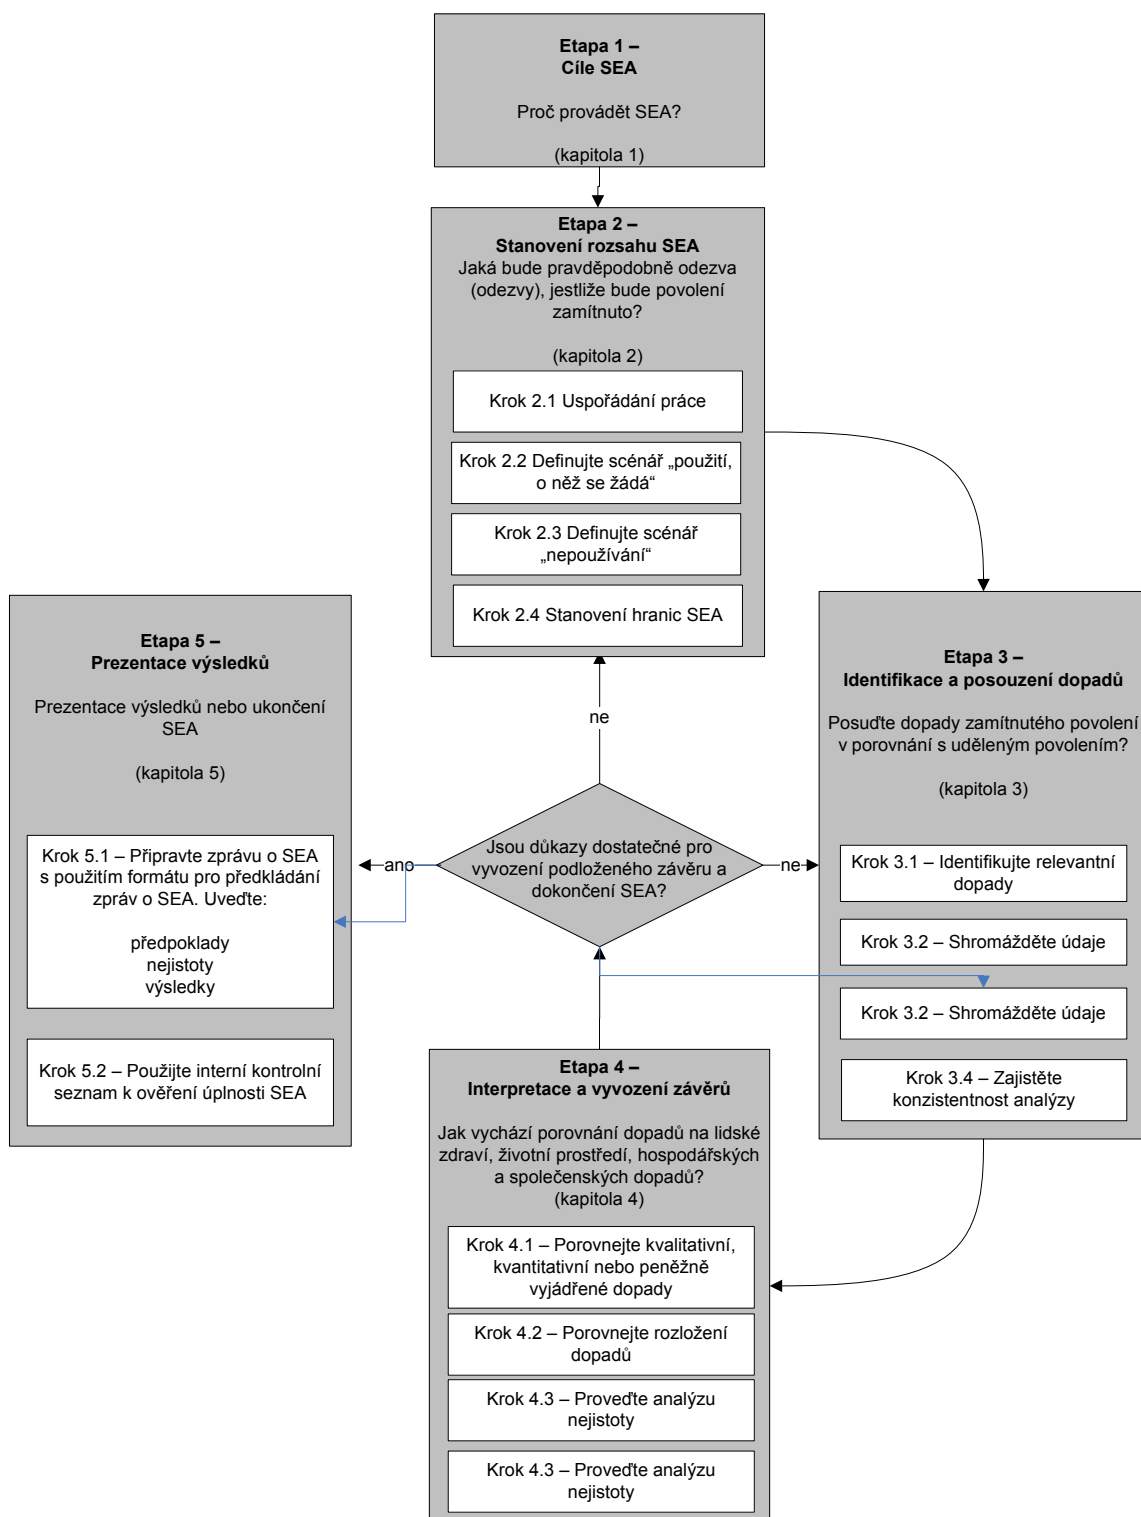 Etapa 1 –
Cíle SEA
Proč provádět SEA?
(kapitola 1)
Etapa 2 –
Stanovení rozsahu SEA
Jaká bude pravděpodobně odezva
(odezvy), jestliže bude povolení
zamítnuto?
(kapitola 2)
Krok 2.1 Uspořádání práce
Krok 2.2 Definujte scénář „použití,
o něž se žádá“
Krok 2.3 Definujte scénář
„nepoužívání“
Krok 2.4 Stanovení hranic SEA
Etapa 3 –
Identifikace a posouzení dopadů
Posuďte dopady zamítnutého povolení
v porovnání s uděleným povolením?
(kapitola 3)
Krok 3.1 – Identifikujte relevantní
dopady
Krok 3.2 – Shromážděte údaje
Krok 3.2 – Shromážděte údaje
Krok 3.4 – Zajistěte
konzistentnost analýzy
ne
Jsou důkazy dostatečné pro
vyvození podloženého závěru a
dokončení SEA?
ano
ne
Etapa 4 –
Interpretace a vyvození závěrů
Jak vychází porovnání dopadů na lidské
zdraví, životní prostředí, hospodářských
a společenských dopadů?
(kapitola 4)
Krok 4.1 – Porovnejte kvalitativní,
kvantitativní nebo peněžně
vyjádřené dopady
Krok 4.2 – Porovnejte rozložení
dopadů
Krok 4.3 – Proveďte analýzu
nejistoty
Krok 4.3 – Proveďte analýzu
nejistoty
Etapa 5 –
Prezentace výsledků
Prezentace výsledků nebo ukončení
SEA
(kapitola 5)
Krok 5.1 – Připravte zprávu o SEA
s použitím formátu pro předkládání
zpráv o SEA. Uveďte:
předpoklady
nejistoty
výsledky
Krok 5.2 – Použijte interní kontrolní
seznam k ověření úplnosti SEA